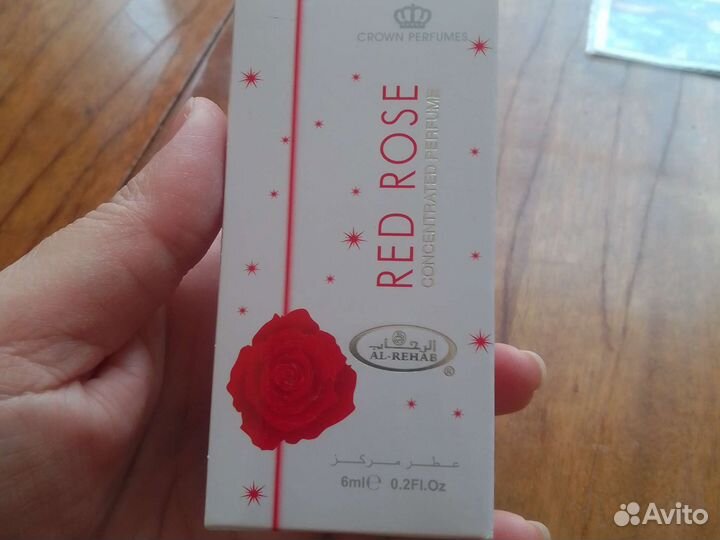 CROWN PERFUMES
RED ROSE
CONCENTRATED PERFUME
الرحاب
AL-REHAB
®
عطر مركز
6ml℮ 0.2Fl.Oz
Avito